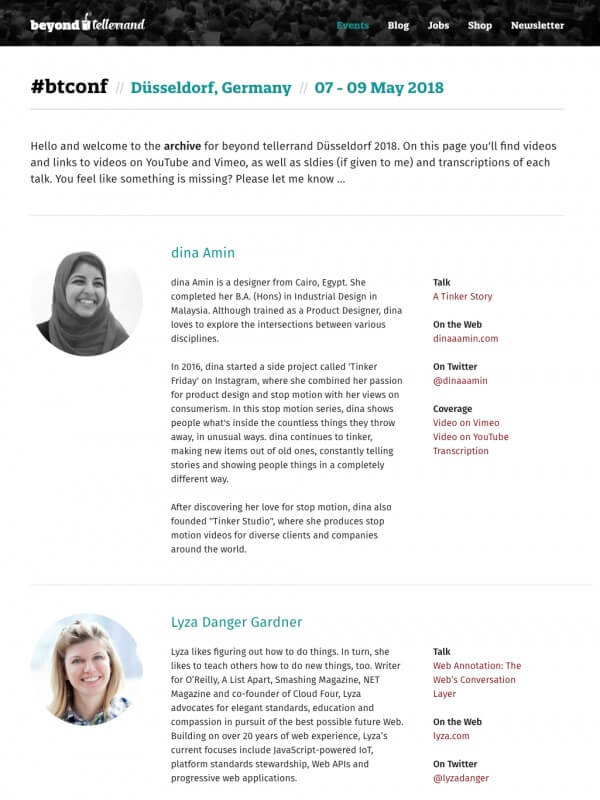 beyond tellerrand
Events Blog Jobs Shop Newsletter
#btconf // Düsseldorf, Germany // 07 - 09 May 2018
Hello and welcome to the archive for beyond tellerrand Düsseldorf 2018. On this page you'll find videos
and links to videos on YouTube and Vimeo, as well as sldies (if given to me) and transcriptions of each
talk. You feel like something is missing? Please let me know ...
dina Amin
dina Amin is a designer from Cairo, Egypt. She
completed her B.A. (Hons) in Industrial Design in
Malaysia. Although trained as a Product Designer, dina
loves to explore the intersections between various
disciplines.
In 2016, dina started a side project called 'Tinker
Friday' on Instagram, where she combined her passion
for product design and stop motion with her views on
consumerism. In this stop motion series, dina shows
people what's inside the countless things they throw
away, in unusual ways. dina continues to tinker,
making new items out of old ones, constantly telling
stories and showing people things in a completely
different way.
After discovering her love for stop motion, dina also
founded "Tinker Studio", where she produces stop
motion videos for diverse clients and companies
around the world.
Talk
A Tinker Story
On the Web
dinaaamin.com
On Twitter
@dinaaamin
Coverage
Video on Vimeo
Video on YouTube
Transcription
Lyza Danger Gardner
Lyza likes figuring out how to do things. In turn, she
likes to teach others how to do new things, too. Writer
for O'Reilly, A List Apart, Smashing Magazine, NET
Magazine and co-founder of Cloud Four, Lyza
advocates for elegant standards, education and
compassion in pursuit of the best possible future Web.
Building on over 20 years of web experience, Lyza's
current focuses include JavaScript-powered IoT,
platform standards stewardship, Web APIs and
progressive web applications.
Talk
Web Annotation: The
Web's Conversation
Layer
On the Web
lyza.com
On Twitter
@lyzadanger